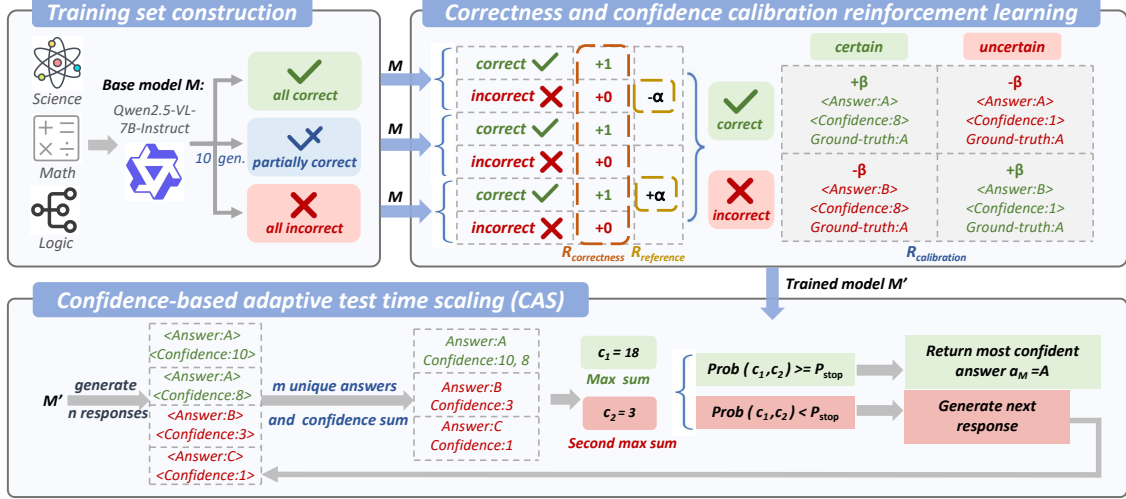 Training set construction
Science
Math
Logic
Base model M:
Qwen2.5-VL-
7B-Instruct
10 gen.
all correct
partially correct
all incorrect
Correctness and confidence calibration reinforcement learning
M
M
M
correct +1
incorrect +0 -α
correct +1
incorrect +0
correct +1 +α
incorrect +0
R correctness
R reference
correct
incorrect
certain
uncertain
+β
<Answer:A>
<Confidence:8>
Ground-truth:A
-β
<Answer:A>
<Confidence:1>
Ground-truth:A
-β
<Answer:B>
<Confidence:8>
Ground-truth:A
+β
<Answer:B>
<Confidence:1>
Ground-truth:A
R calibration
Trained model M’
Confidence-based adaptive test time scaling (CAS)
M’
generate
n responses
<Answer:A>
<Confidence:10>
<Answer:A>
<Confidence:8>
<Answer:B>
<Confidence:3>
<Answer:C>
<Confidence:1>
m unique answers
and confidence sum
Answer:A
Confidence:10, 8
Answer:B
Confidence:3
Answer:C
Confidence:1
c₁ = 18
Max sum
c₂ = 3
Second max sum
Prob ( c₁ ,c₂ ) >= P stop
Prob ( c₁ ,c₂ ) < P stop
Return most confident
answer a_M =A
Generate next
response